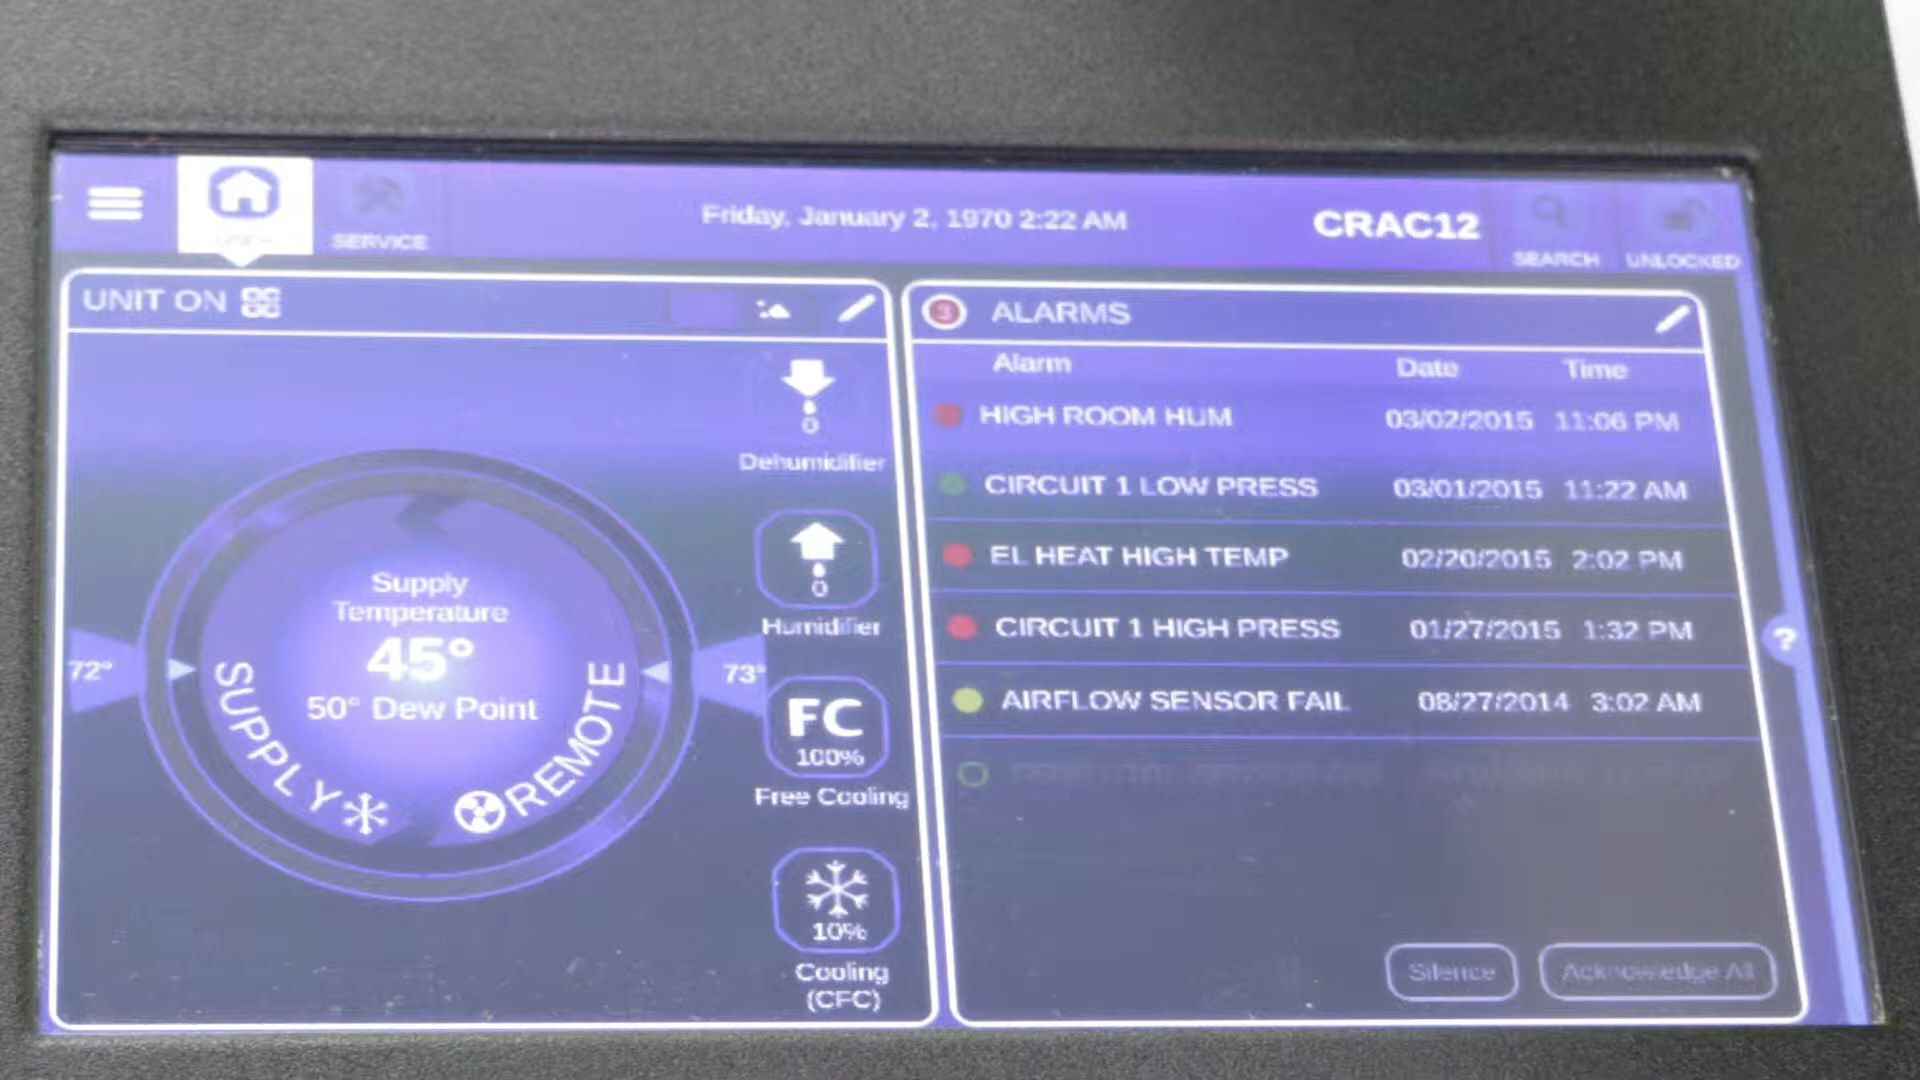 SERVICE
Friday, January 2, 1970 2:22 AM
CRAC12
SEARCH
UNLOCKED
UNIT ON
0
Dehumidifier
0
Humidifier
FC
100%
Free Cooling
10%
Cooling
(CFC)
Supply
Temperature
45°
50° Dew Point
72°
73°
SUPPLY
REMOTE
3 ALARMS
Alarm Date Time
HIGH ROOM HUM 03/02/2015 11:06 PM
CIRCUIT 1 LOW PRESS 03/01/2015 11:22 AM
EL HEAT HIGH TEMP 02/20/2015 2:02 PM
CIRCUIT 1 HIGH PRESS 01/27/2015 1:32 PM
AIRFLOW SENSOR FAIL 08/27/2014 3:02 AM
Silence
Acknowledge All
?